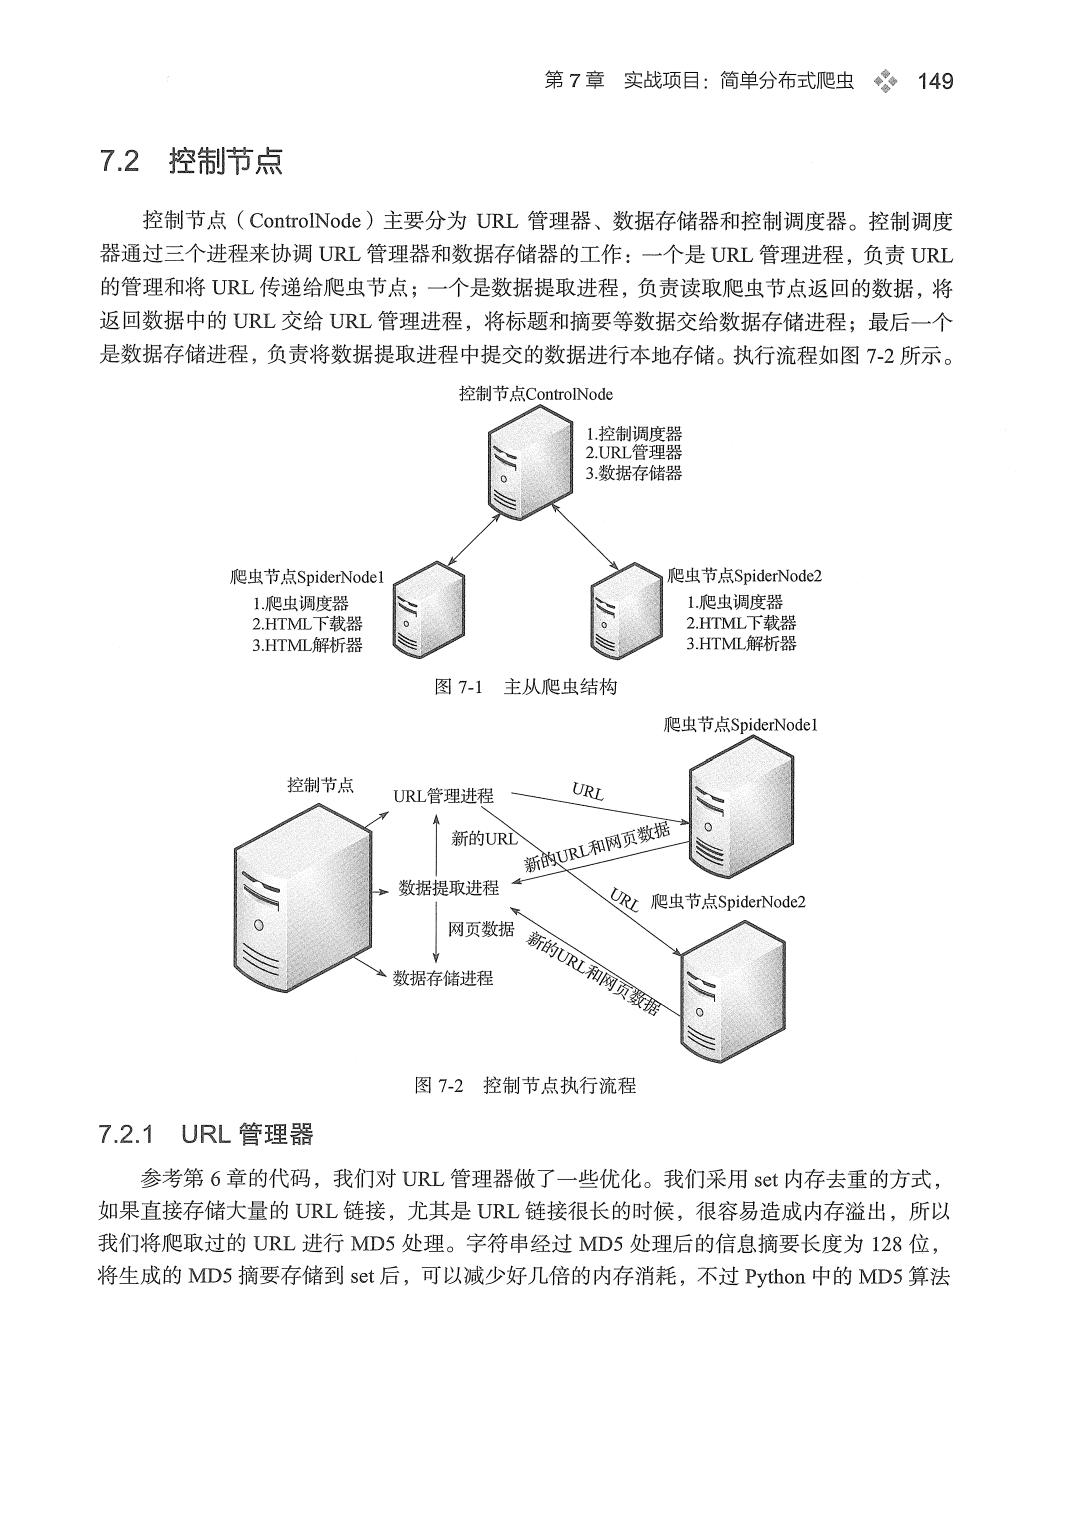 第 7 章 实战项目：简单分布式爬虫 149
7.2 控制节点
控制节点（ControlNode）主要分为 URL 管理器、数据存储器和控制调度器。控制调度
器通过三个进程来协调 URL 管理器和数据存储器的工作：一个是 URL 管理进程，负责 URL
的管理和将 URL 传递给爬虫节点；一个是数据提取进程，负责读取爬虫节点返回的数据，将
返回数据中的 URL 交给 URL 管理进程，将标题和摘要等数据交给数据存储进程；最后一个
是数据存储进程，负责将数据提取进程中提交的数据进行本地存储。执行流程如图 7-2 所示。
控制节点ControlNode
1.控制调度器
2.URL管理器
3.数据存储器
爬虫节点SpiderNode1
1.爬虫调度器
2.HTML下载器
3.HTML解析器
爬虫节点SpiderNode2
1.爬虫调度器
2.HTML下载器
3.HTML解析器
图 7-1 主从爬虫结构
爬虫节点SpiderNode1
控制节点
URL管理进程
URL
新的URL
新的URL和网页数据
数据提取进程
URL
爬虫节点SpiderNode2
网页数据
新的URL和网页数据
数据存储进程
图 7-2 控制节点执行流程
7.2.1 URL 管理器
参考第 6 章的代码，我们对 URL 管理器做了一些优化。我们采用 set 内存去重的方式，
如果直接存储大量的 URL 链接，尤其是 URL 链接很长的时候，很容易造成内存溢出，所以
我们将爬取过的 URL 进行 MD5 处理。字符串经过 MD5 处理后的信息摘要长度为 128 位，
将生成的 MD5 摘要存储到 set 后，可以减少好几倍的内存消耗，不过 Python 中的 MD5 算法